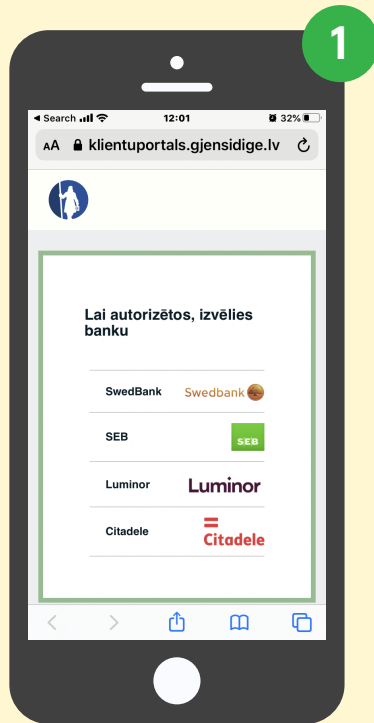 1
Search 12:01 32%
AA klientuportals.gjensidige.lv
Lai autorizētos, izvēlies
banku
SwedBank Swedbank
SEB SEB
Luminor Luminor
Citadele Citadele